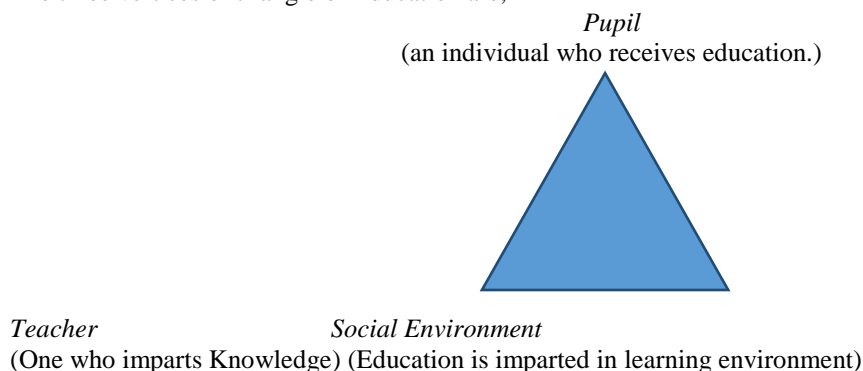 Pupil
(an individual who receives education.)
Teacher Social Environment
(One who imparts Knowledge) (Education is imparted in learning environment)